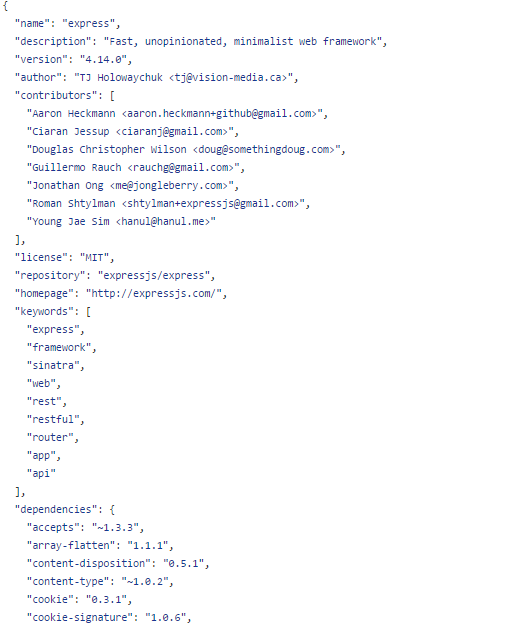 {
  "name": "express",
  "description": "Fast, unopinionated, minimalist web framework",
  "version": "4.14.0",
  "author": "TJ Holowaychuk <tj@vision-media.ca>",
  "contributors": [
    "Aaron Heckmann <aaron.heckmann+github@gmail.com>",
    "Ciaran Jessup <ciaranj@gmail.com>",
    "Douglas Christopher Wilson <doug@somethingdoug.com>",
    "Guillermo Rauch <rauchg@gmail.com>",
    "Jonathan Ong <me@jongleberry.com>",
    "Roman Shtylman <shtylman+expressjs@gmail.com>",
    "Young Jae Sim <hanul@hanul.me>"
  ],
  "license": "MIT",
  "repository": "expressjs/express",
  "homepage": "http://expressjs.com/",
  "keywords": [
    "express",
    "framework",
    "sinatra",
    "web",
    "rest",
    "restful",
    "router",
    "app",
    "api"
  ],
  "dependencies": {
    "accepts": "~1.3.3",
    "array-flatten": "1.1.1",
    "content-disposition": "0.5.1",
    "content-type": "~1.0.2",
    "cookie": "0.3.1",
    "cookie-signature": "1.0.6",